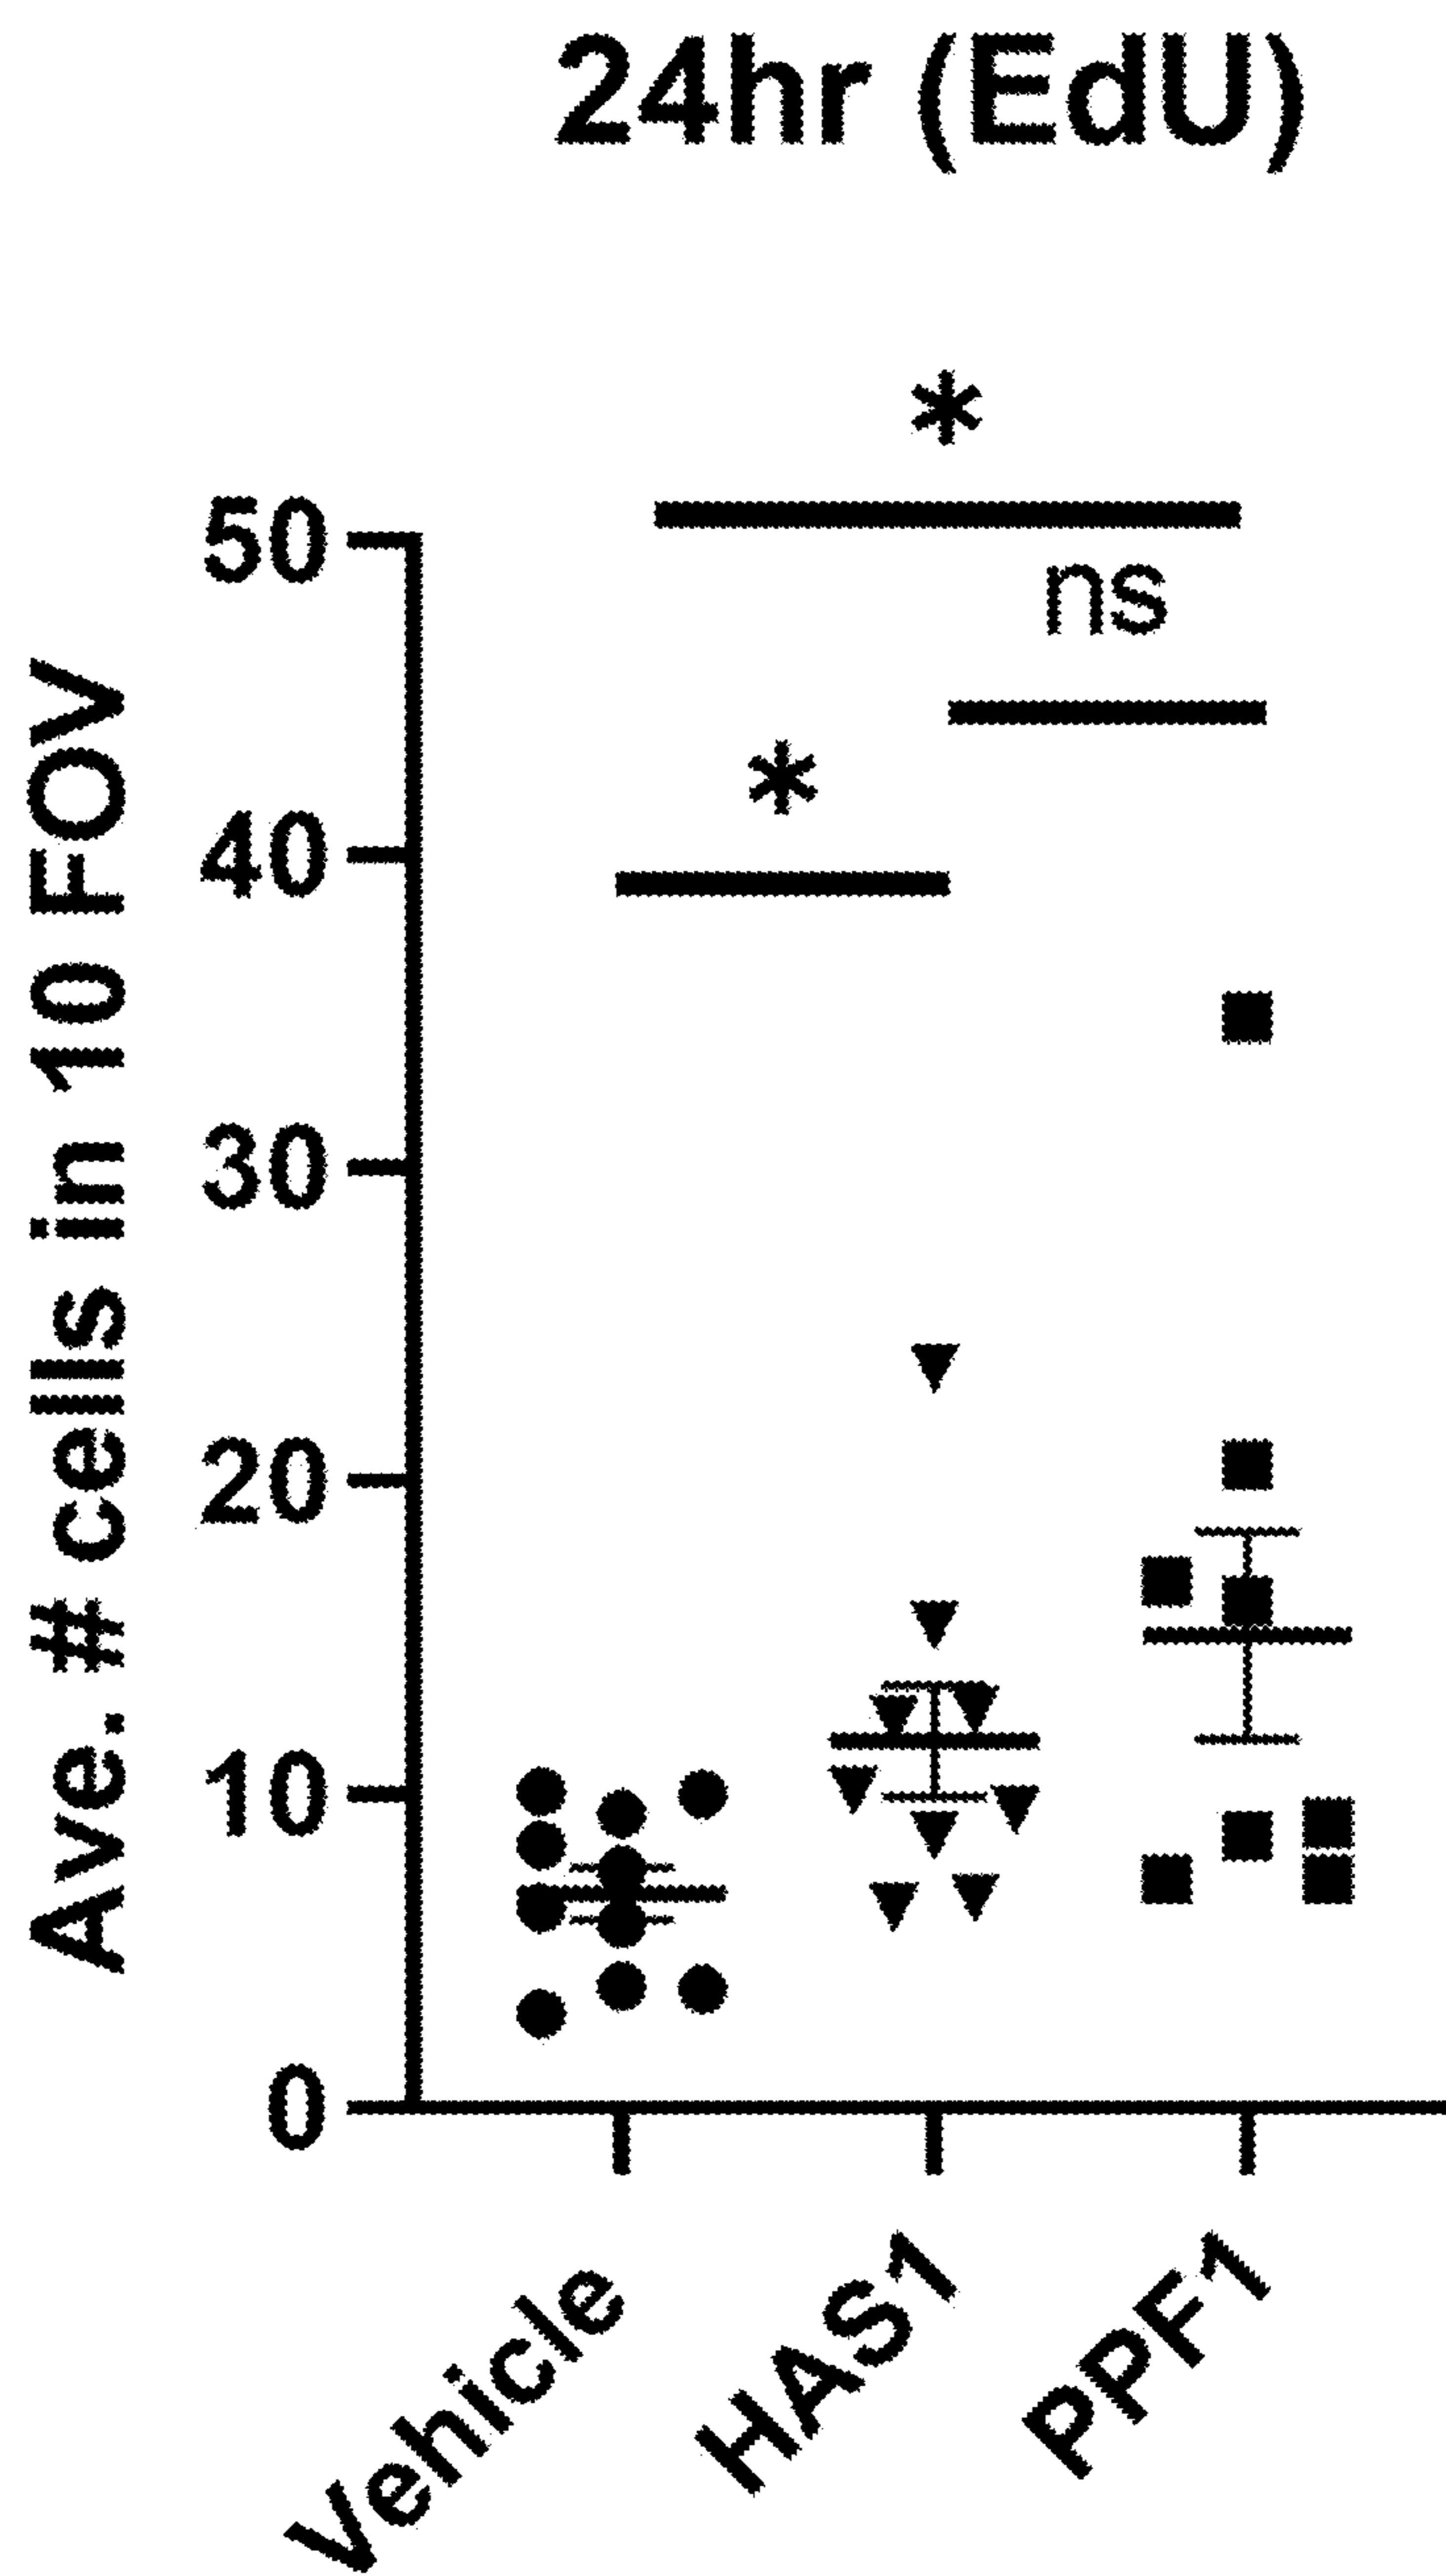 24hr (EdU)
*
50
ns
*
40
30
20
10
0
Ave. # cells in 10 FOV
Vehicle
HAS1
PPF1